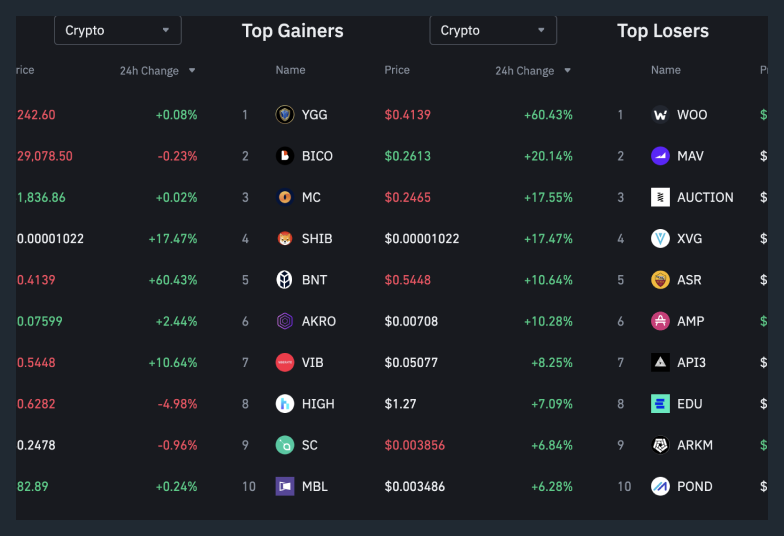 Crypto Top Gainers Crypto Top Losers
rice 24h Change Name Price 24h Change Name P
242.60 +0.08% 1 YGG $0.4139 +60.43% 1 WOO $
29,078.50 -0.23% 2 BICO $0.2613 +20.14% 2 MAV $
1,836.86 +0.02% 3 MC $0.2465 +17.55% 3 AUCTION $
0.00001022 +17.47% 4 SHIB $0.00001022 +17.47% 4 XVG $
0.4139 +60.43% 5 BNT $0.5448 +10.64% 5 ASR $
0.07599 +2.44% 6 AKRO $0.00708 +10.28% 6 AMP $
0.5448 +10.64% 7 VIB $0.05077 +8.25% 7 API3 $
0.6282 -4.98% 8 HIGH $1.27 +7.09% 8 EDU $
0.2478 -0.96% 9 SC $0.003856 +6.84% 9 ARKM $
82.89 +0.24% 10 MBL $0.003486 +6.28% 10 POND $